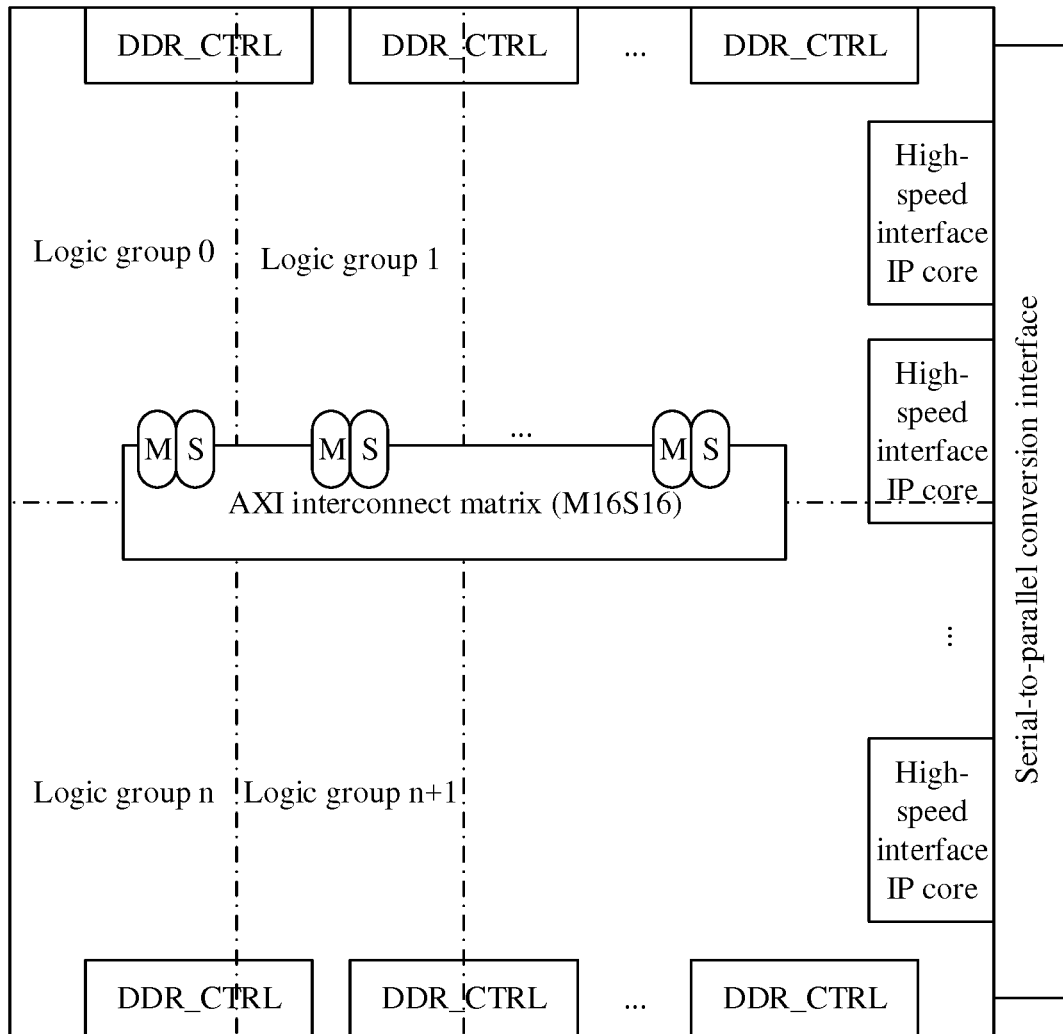 DDR_CTRL DDR_CTRL ... DDR_CTRL
High-
speed
interface
IP core
Logic group 0 Logic group 1
High-
speed
interface
IP core
M S M S ... M S
AXI interconnect matrix (M16S16)
...
Logic group n Logic group n+1
High-
speed
interface
IP core
DDR_CTRL DDR_CTRL ... DDR_CTRL
Serial-to-parallel conversion interface